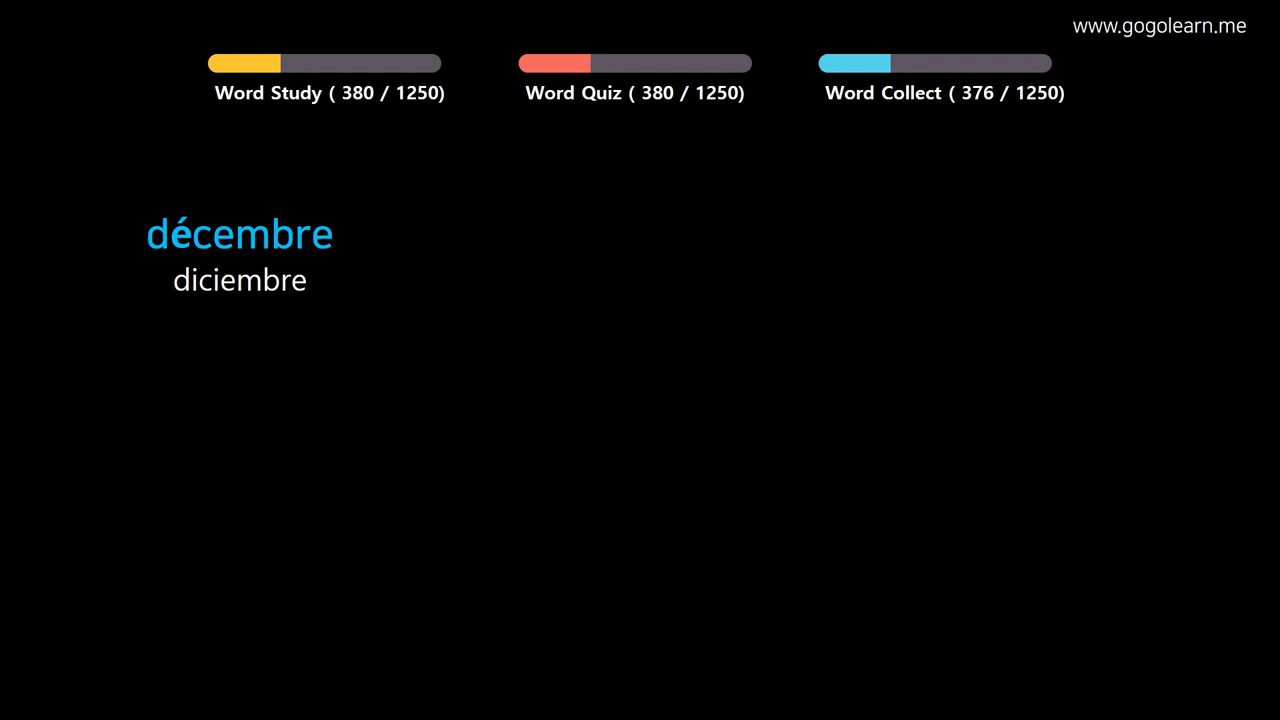 www.gogolearn.me
Word Study ( 380 / 1250)
Word Quiz ( 380 / 1250)
Word Collect ( 376 / 1250)
décembre
diciembre